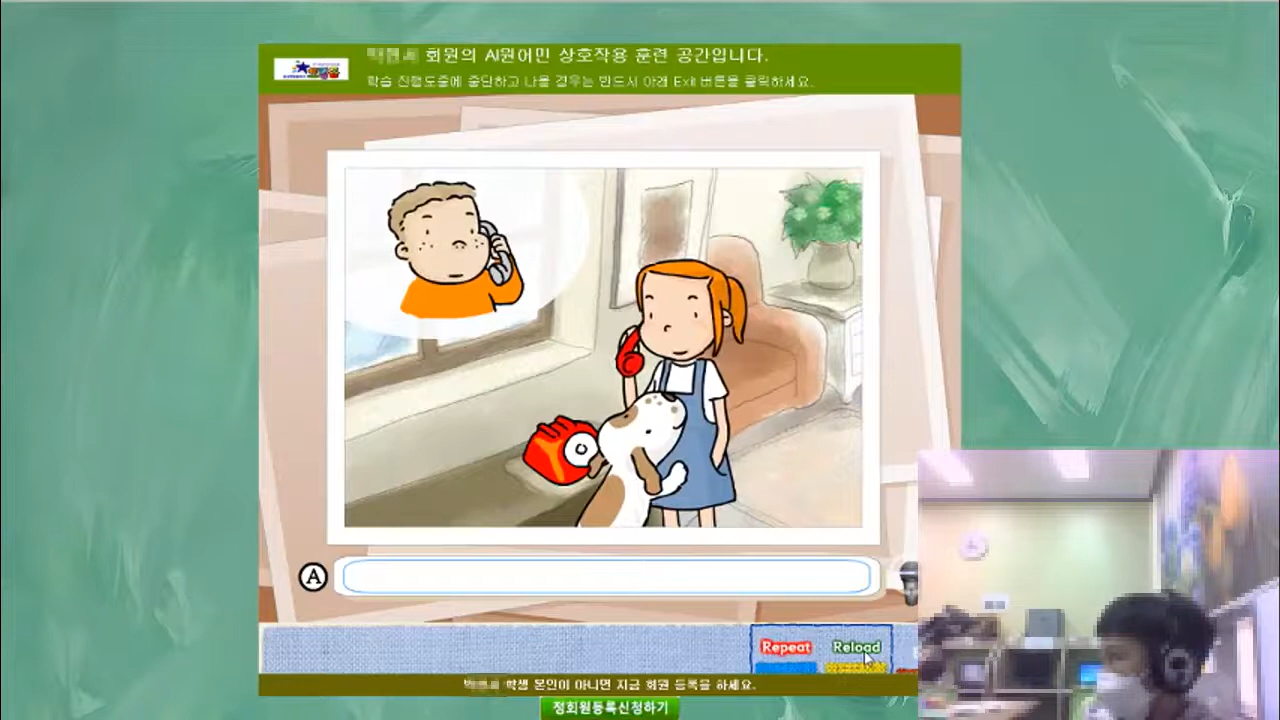 회원의 AI원어민 상호작용 훈련 공간입니다.
학습 진행도중에 중단하고 나올 경우는 반드시 아래 Exit 버튼을 클릭하세요.
A
Repeat
Reload
학생 본인이 아니면 지금 회원 등록을 하세요.
정회원등록신청하기